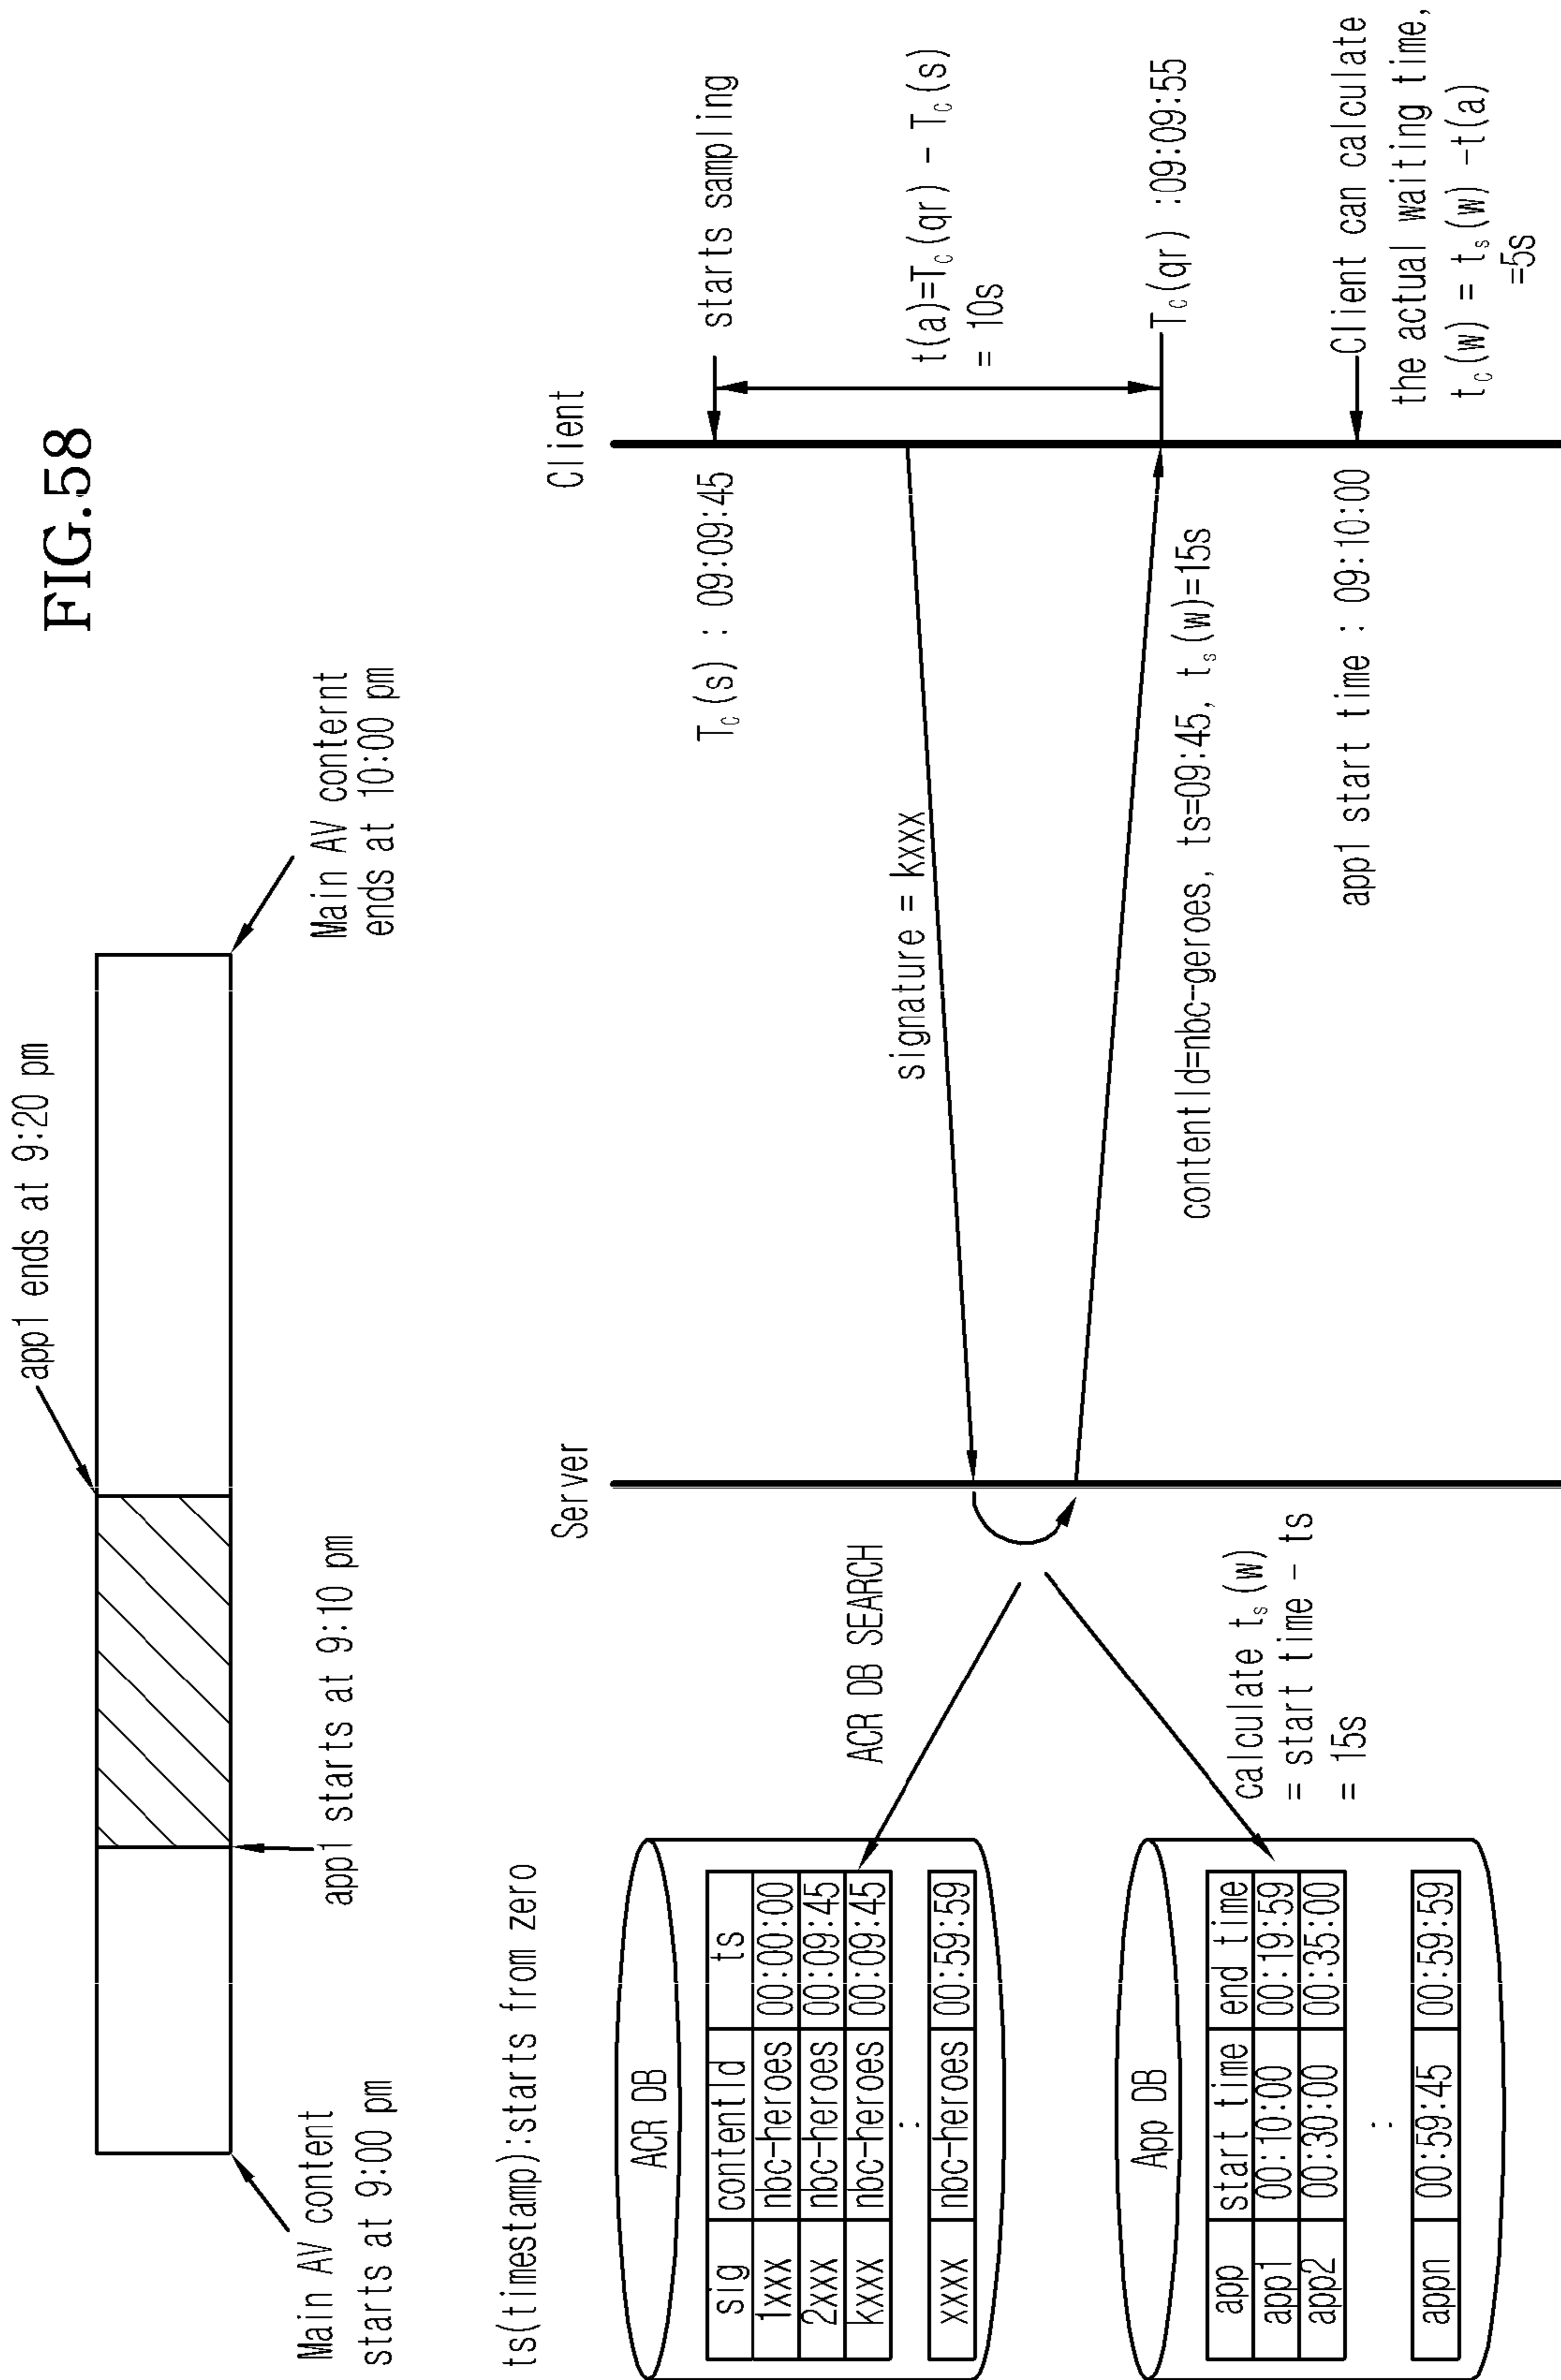 FIG.58
app1 ends at 9:20 pm
Main AV content
starts at 9:00 pm
app1 starts at 9:10 pm
Main AV conternt
ends at 10:00 pm
ts(timestamp):starts from zero
Server
Client
ACR DB
sig contentId ts
1xxx nbc-heroes 00:00:00
2xxx nbc-heroes 00:09:45
kxxx nbc-heroes 00:09:45
:
xxxx nbc-heroes 00:59:59
ACR DB SEARCH
App DB
app start time end time
app1 00:10:00 00:19:59
app2 00:30:00 00:35:00
:
appn 00:59:45 00:59:59
calculate ts(w)
= start time - ts
= 15s
Tc(s) : 09:09:45
starts sampling
signature = kxxx
t(a)=Tc(qr) - Tc(s)
= 10s
contentId=nbc-geroes, ts=09:45, ts(w)=15s
Tc(qr) :09:09:55
app1 start time : 09:10:00
Client can calculate
the actual waiting time,
tc(w) = ts(w) -t(a)
=5s